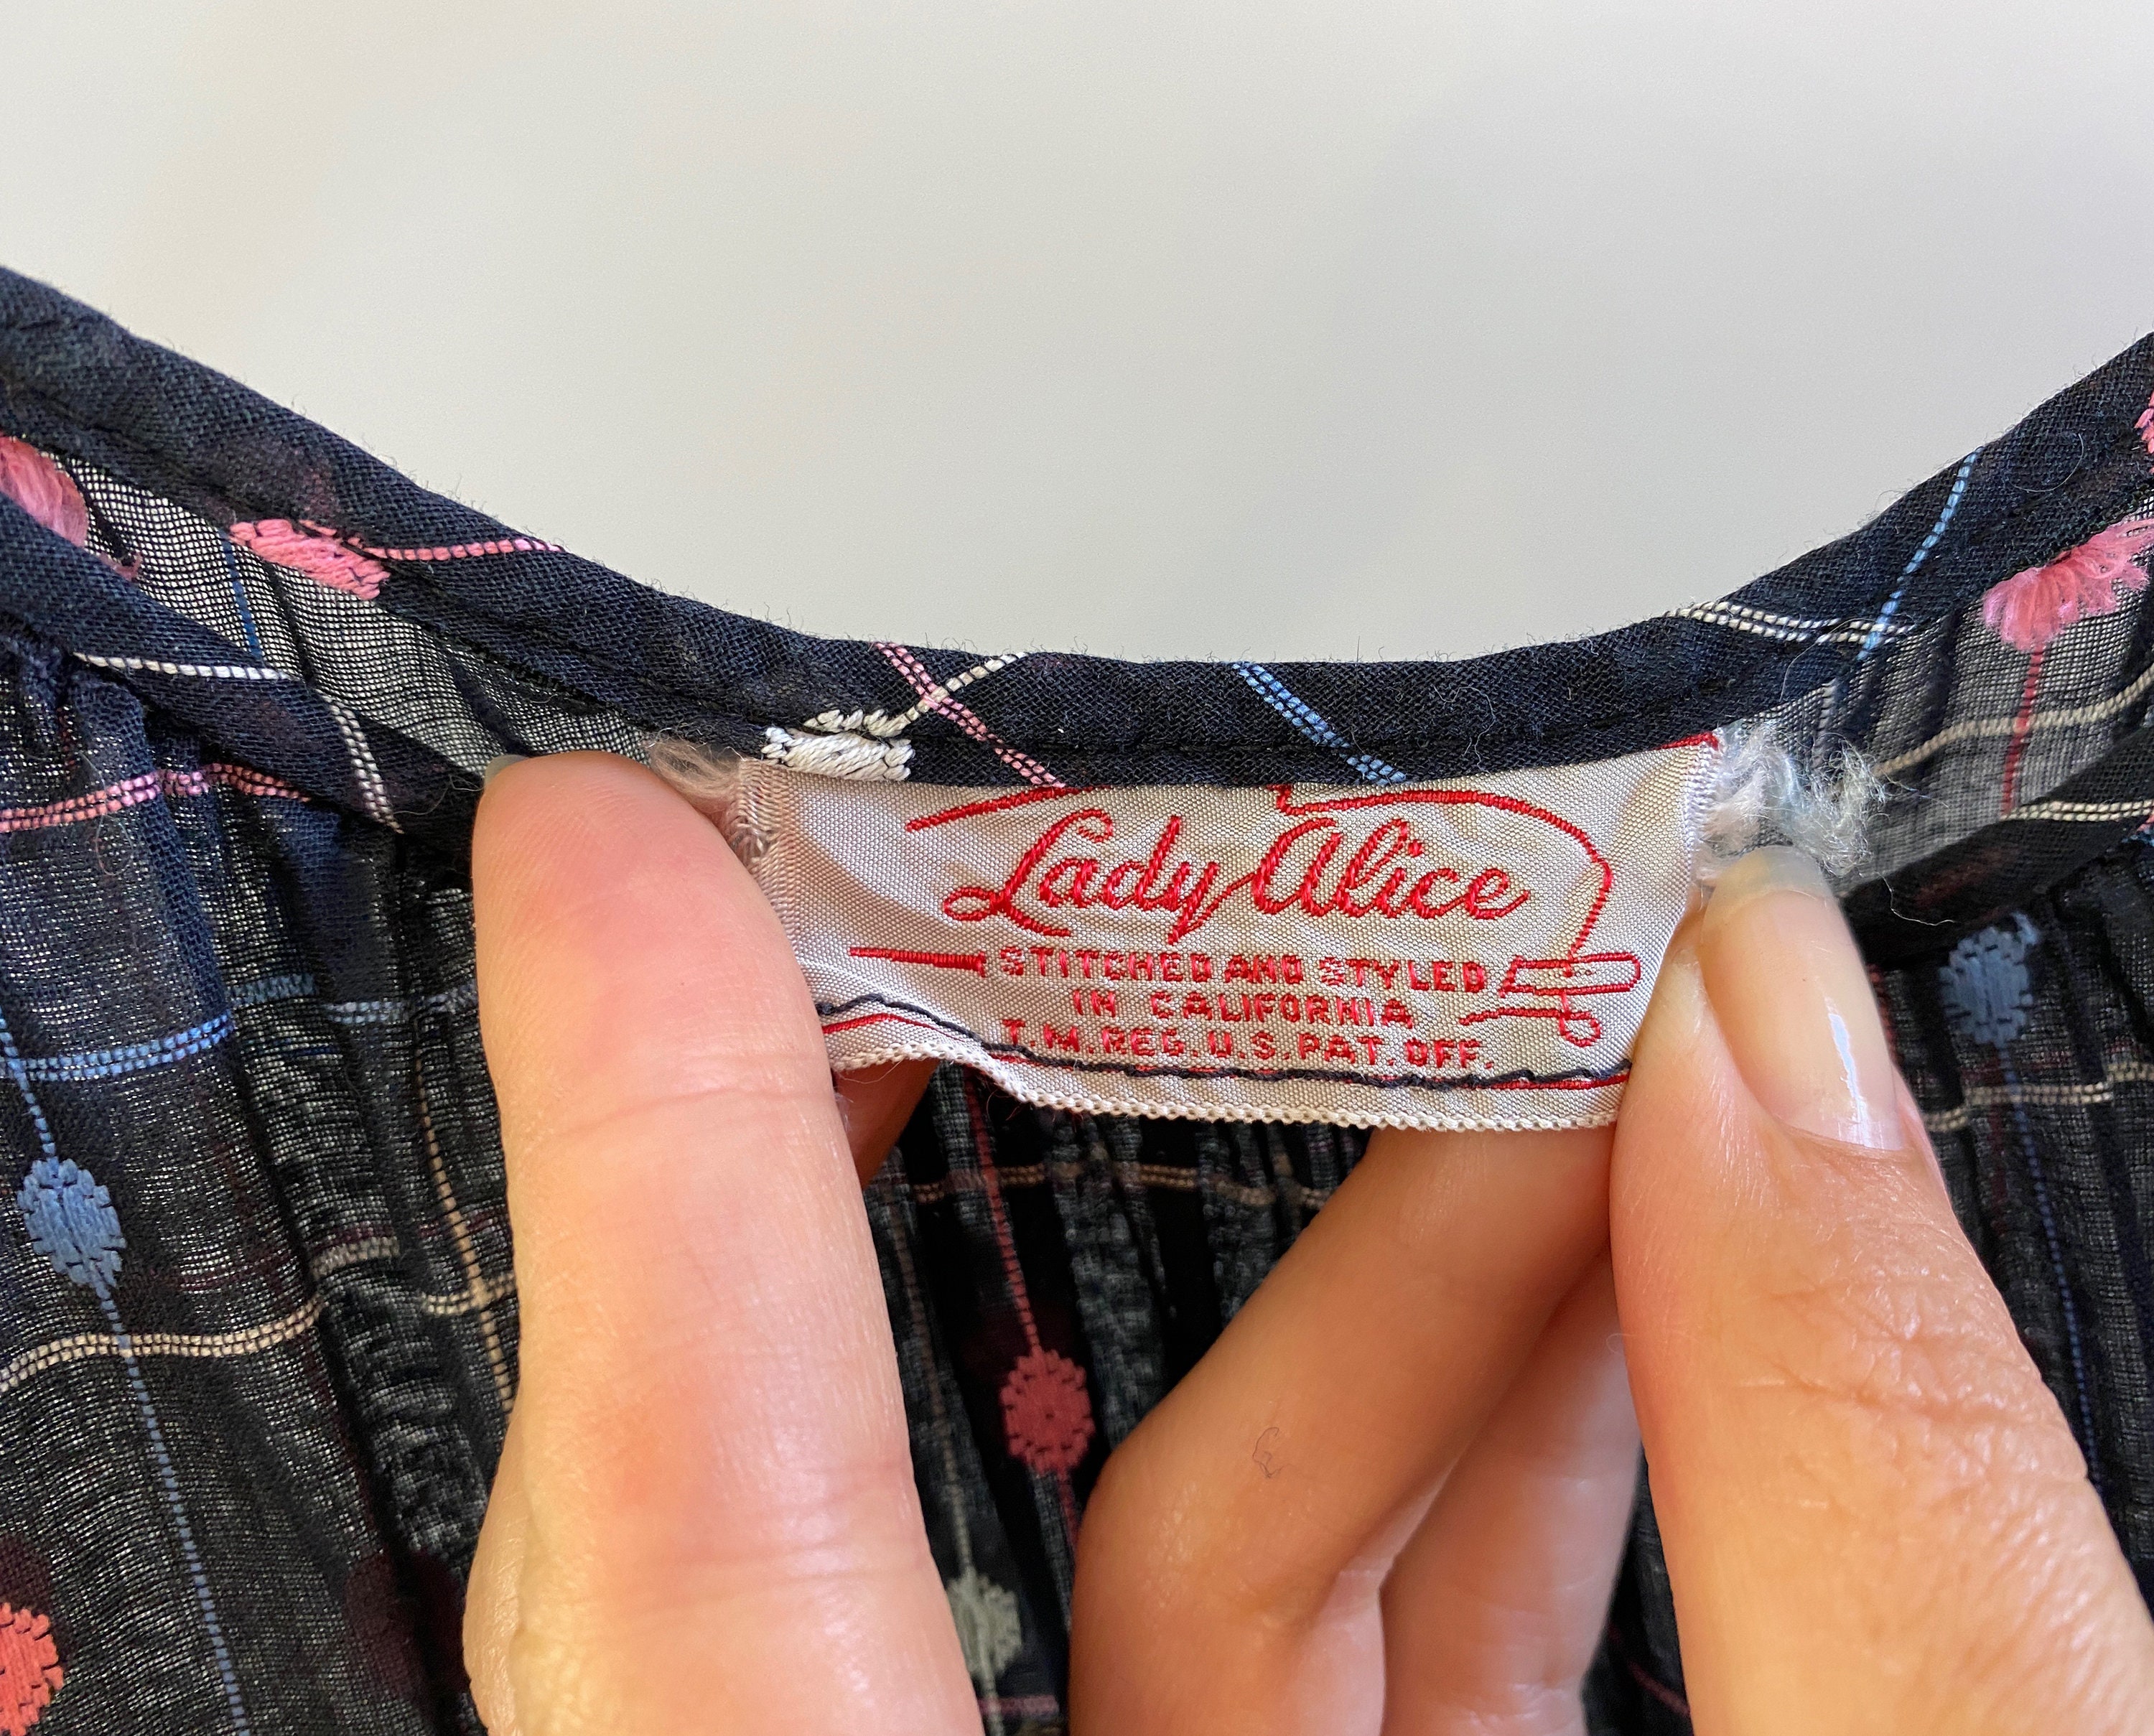 Lady Alice
STITCHED AND STYLED
IN CALIFORNIA
T.M.REG.U.S.PAT.OFF.